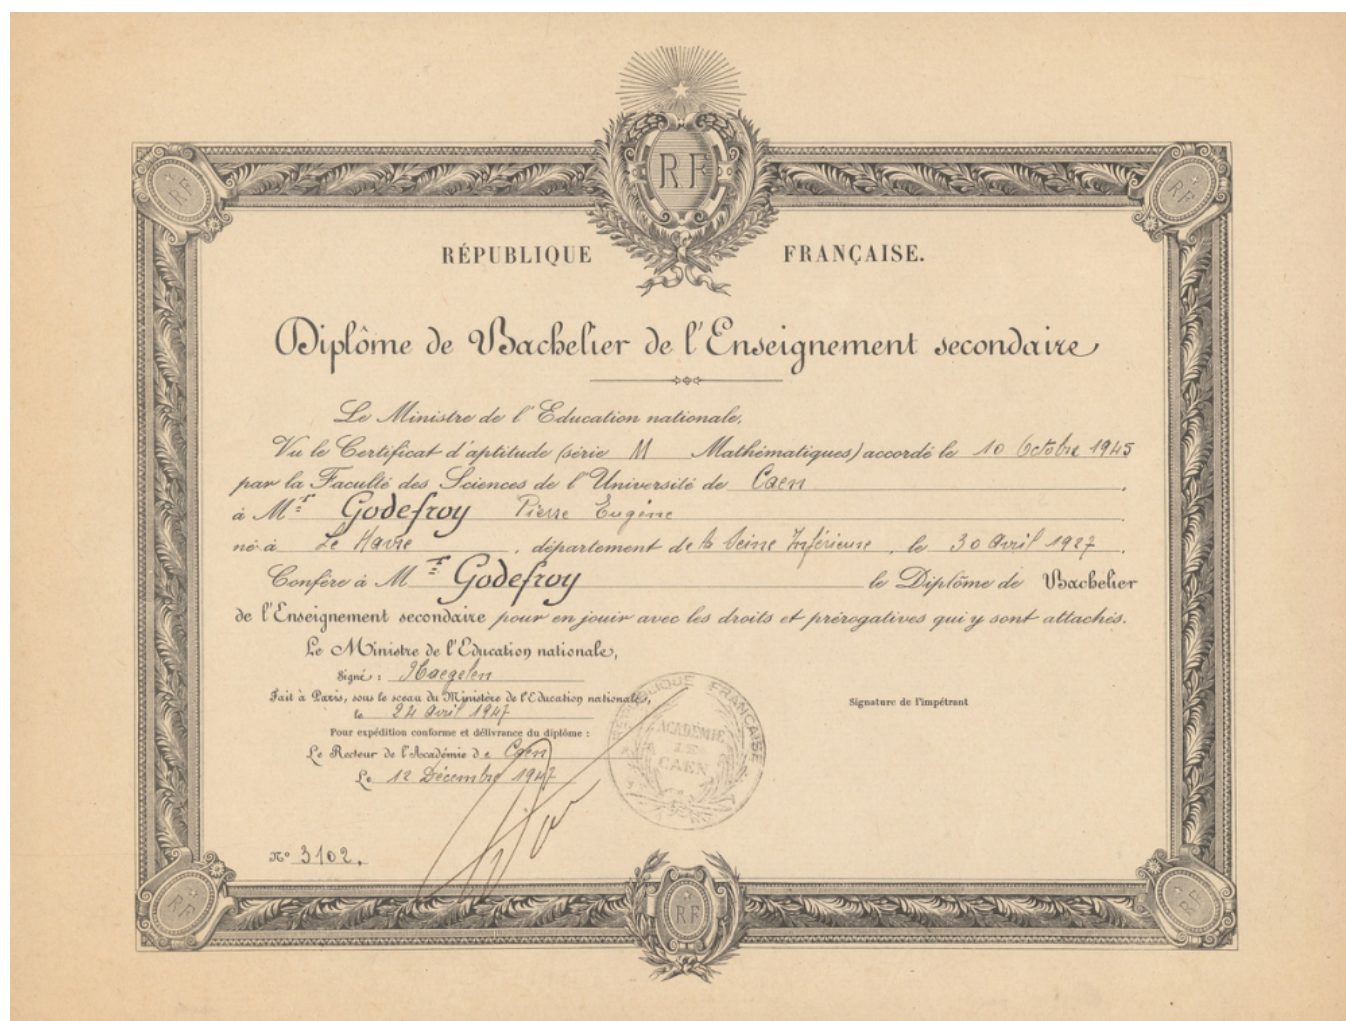 RF
RF
RF
RÉPUBLIQUE FRANÇAISE.
Diplôme de Bachelier de l'Enseignement secondaire
Le Ministre de l'Education nationale,
Vu le Certificat d'aptitude (série M Mathématiques) accordé le 10 Octobre 1945
par la Faculté des Sciences de l'Université de Caen
à Mr Godefroy Pierre Eugène
né à Le Havre, département de la Seine Inférieure, le 30 Avril 1927.
Confère à Mr Godefroy le Diplôme de Bachelier
de l'Enseignement secondaire pour en jouir avec les droits et prérogatives qui y sont attachés.
Le Ministre de l'Education nationale,
Signé : Haegelen
Fait à Paris, sous le sceau du Ministère de l'Education nationale,
le 24 Avril 1947
Pour expédition conforme et délivrance du diplôme :
Le Recteur de l'Académie de Caen
Le 12 Décembre 1947
RÉPUBLIQUE FRANÇAISE
ACADÉMIE
DE
CAEN
Signature de l'impétrant
N° 3102.
RF
RF
RF